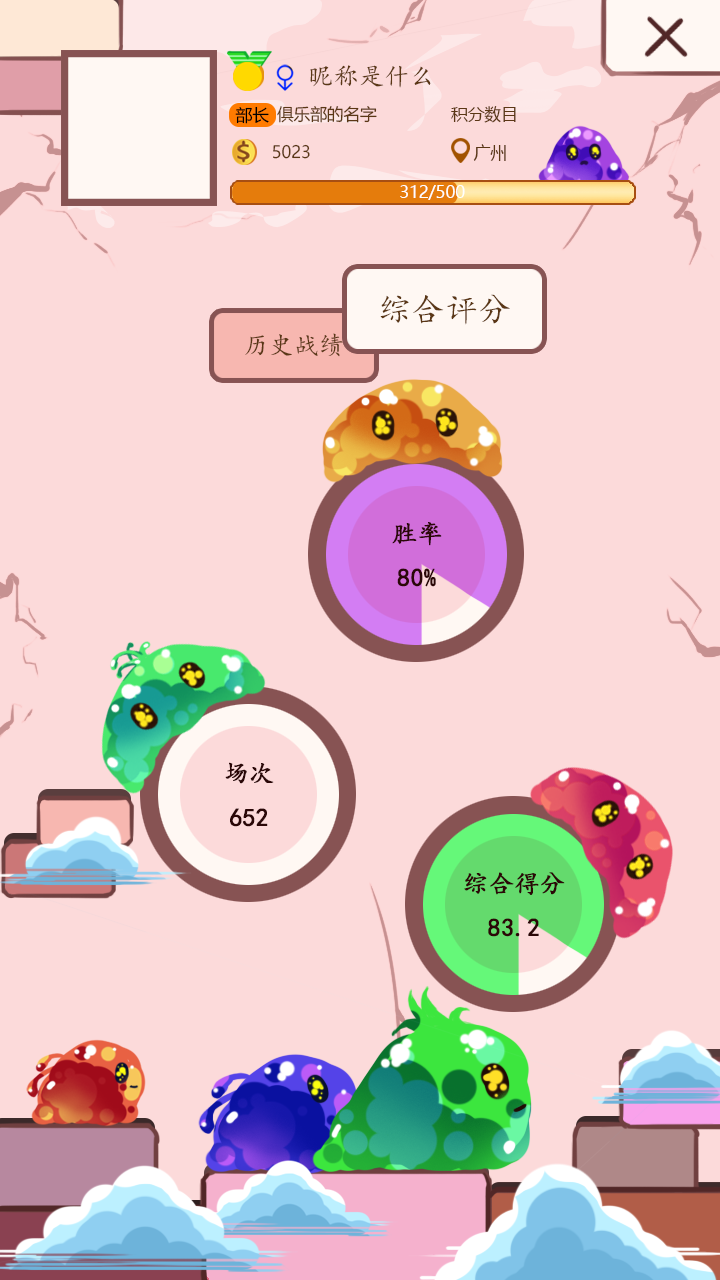 昵称是什么
部长 俱乐部的名字 积分数目
5023 广州
312/500
综合评分
历史战绩
胜率
80%
场次
652
综合得分
83.2